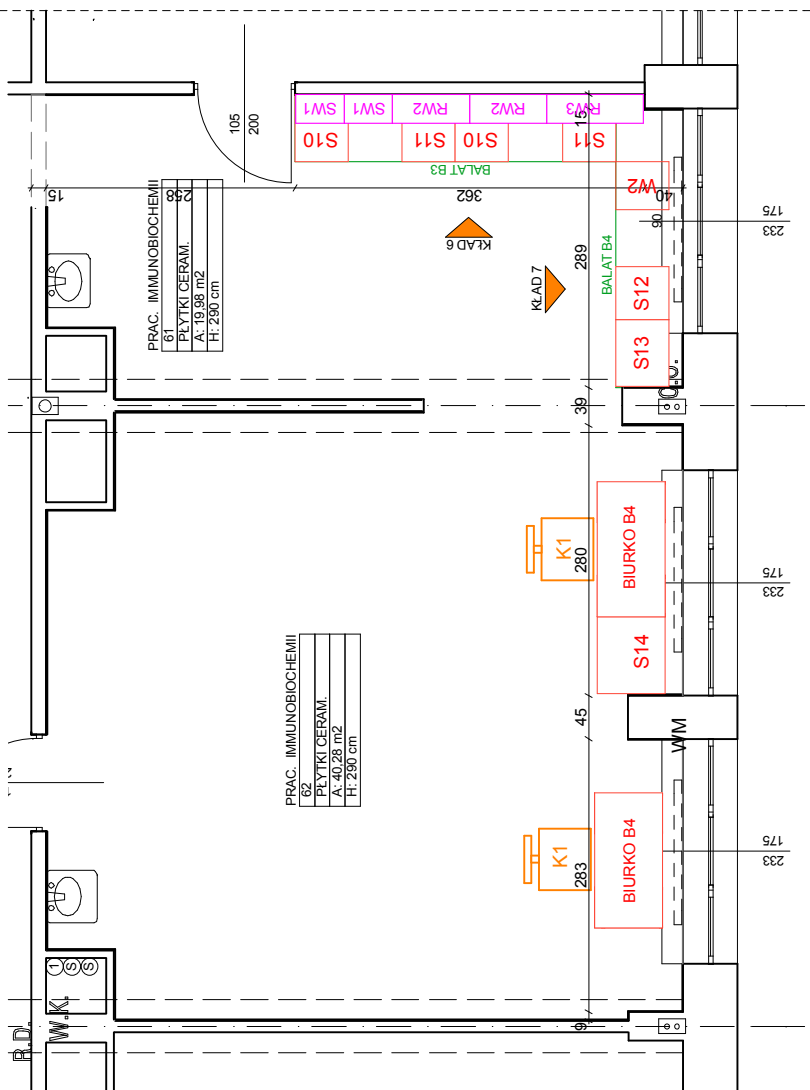 105
200
SW1
SW1
RW2
RW2
RW3
15
S10
S11
S10
S11
BALAT B3
15
258
362
40
W2
90
175
233
PRAC. IMMUNOBIOCHEMII
61
PŁYTKI CERAM.
A: 19,98 m2
H: 290 cm
KŁAD 6
KŁAD 7
289
BALAT B4
S12
S13
O.U.
39
K1
280
BIURKO B4
175
233
S14
PRAC. IMMUNOBIOCHEMII
62
PŁYTKI CERAM.
A: 40,28 m2
H: 290 cm
45
WM
K1
283
BIURKO B4
175
233
1
S
S
W.K.
R.D.
9